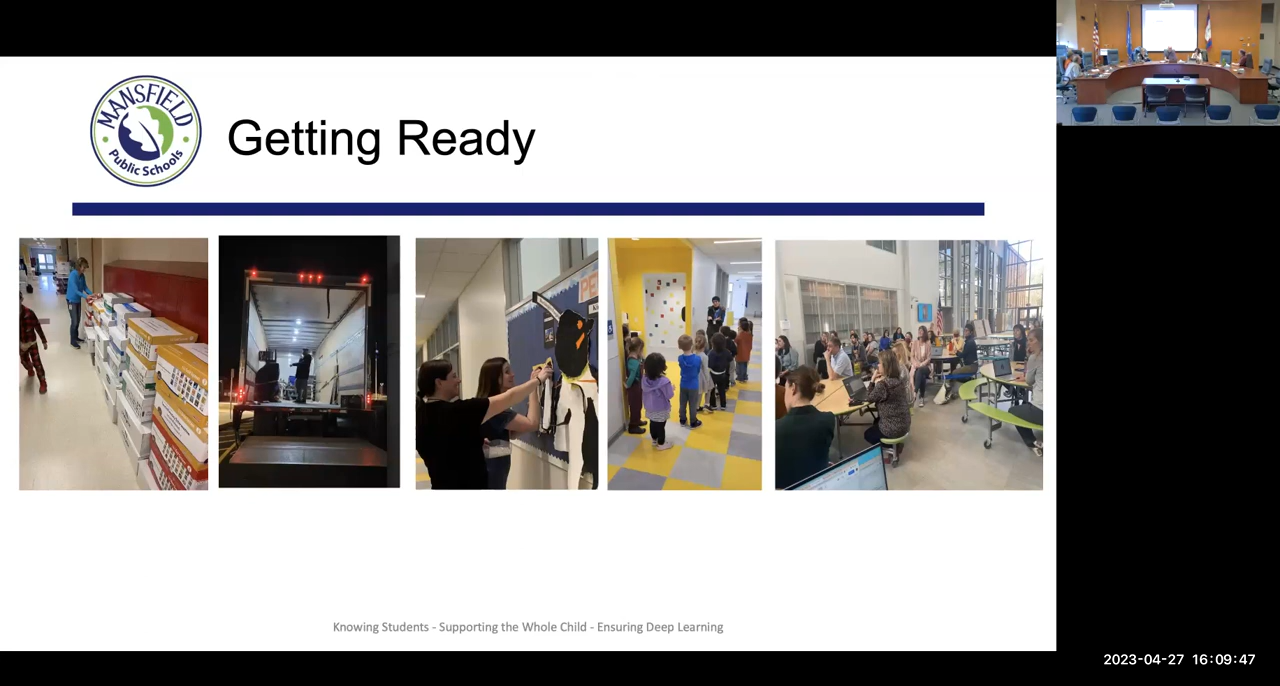 MANSFIELD
Public Schools
Getting Ready
PE
Knowing Students - Supporting the Whole Child - Ensuring Deep Learning
2023-04-27 16:09:47